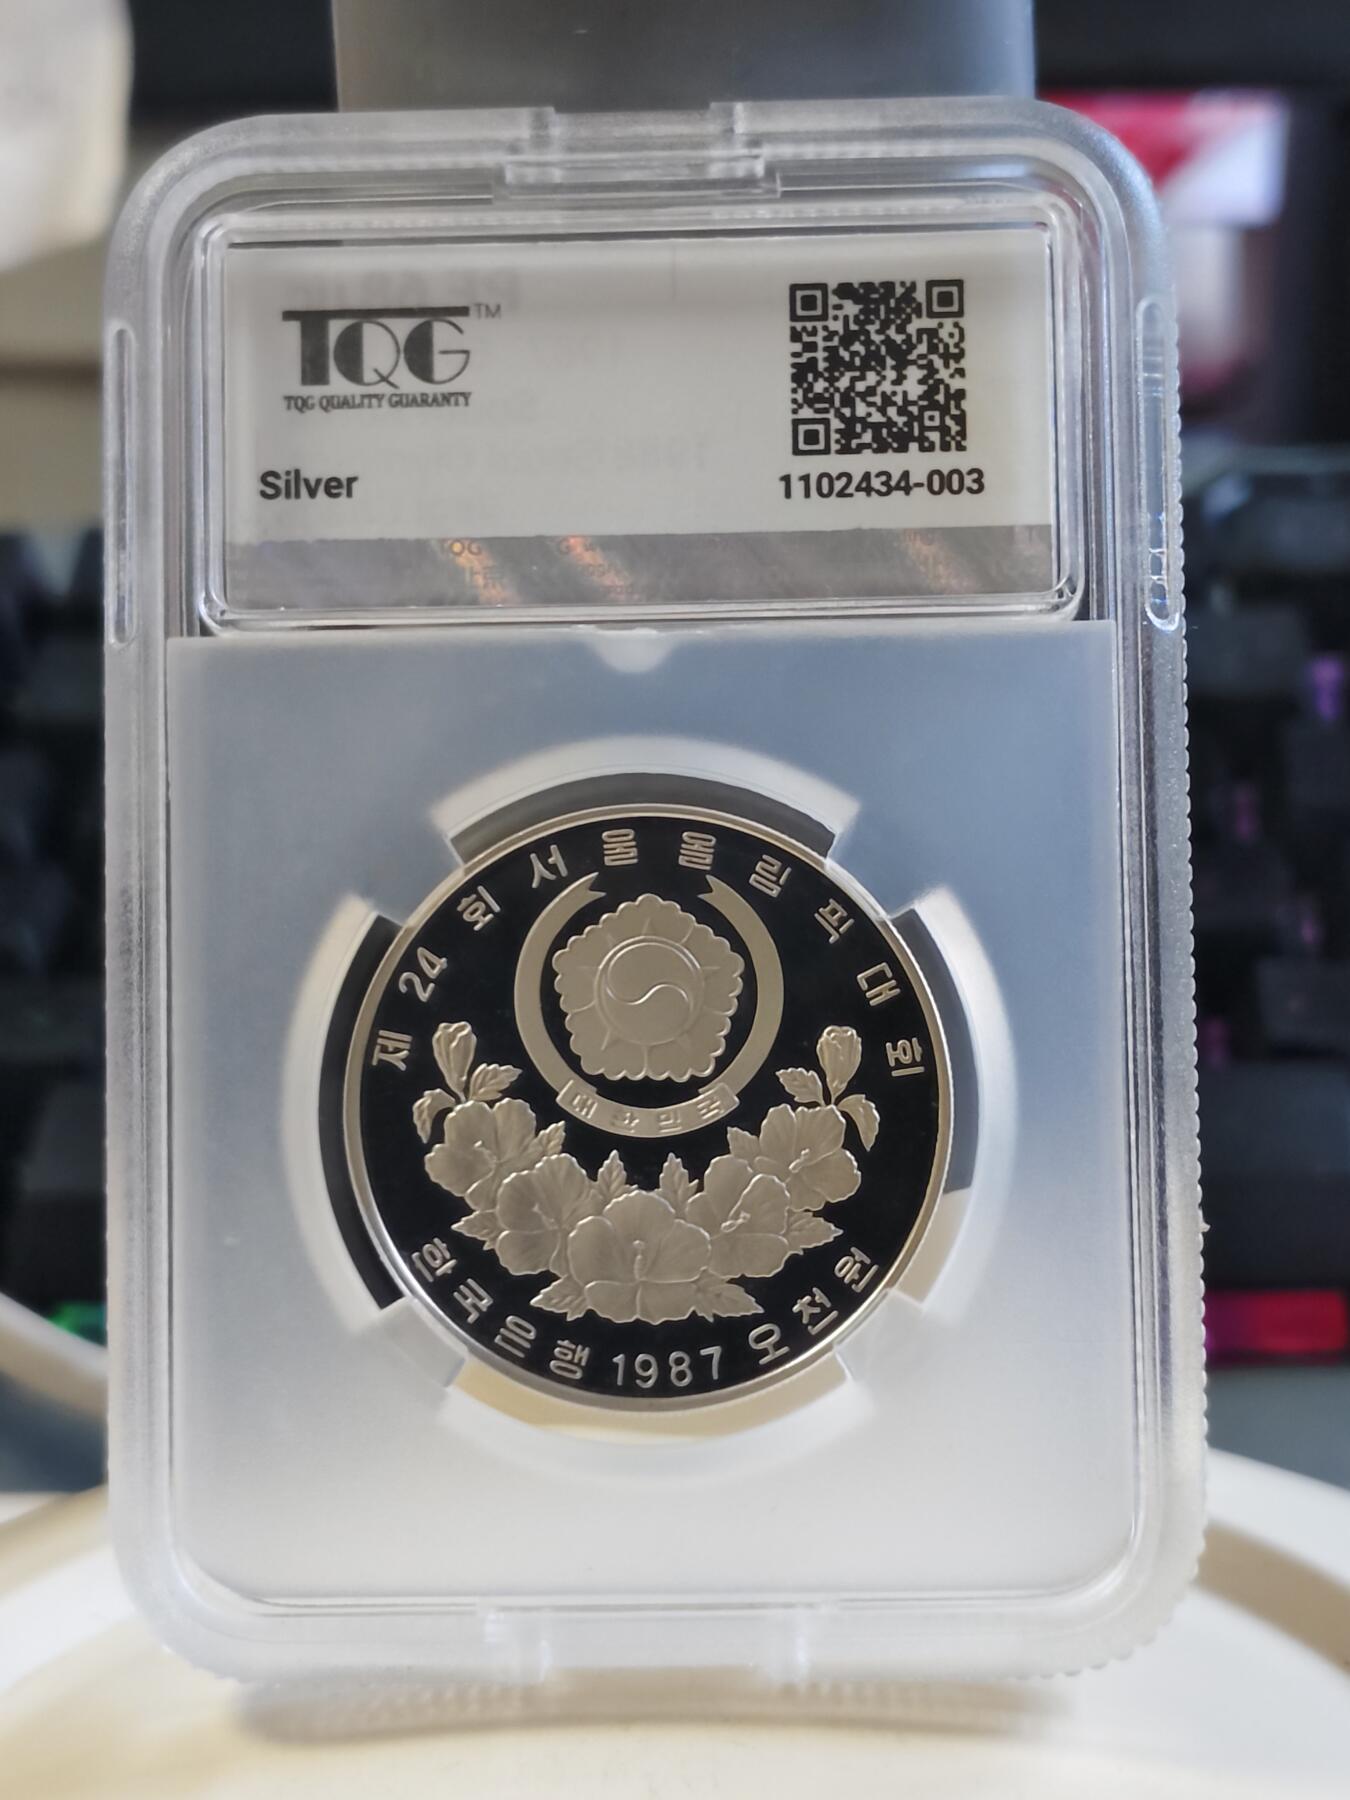 TQG™
TQG QUALITY GUARANTY
Silver
1102434-003
제 24 회 서울올림픽대회
대한민국
한국은행 1987 오천원